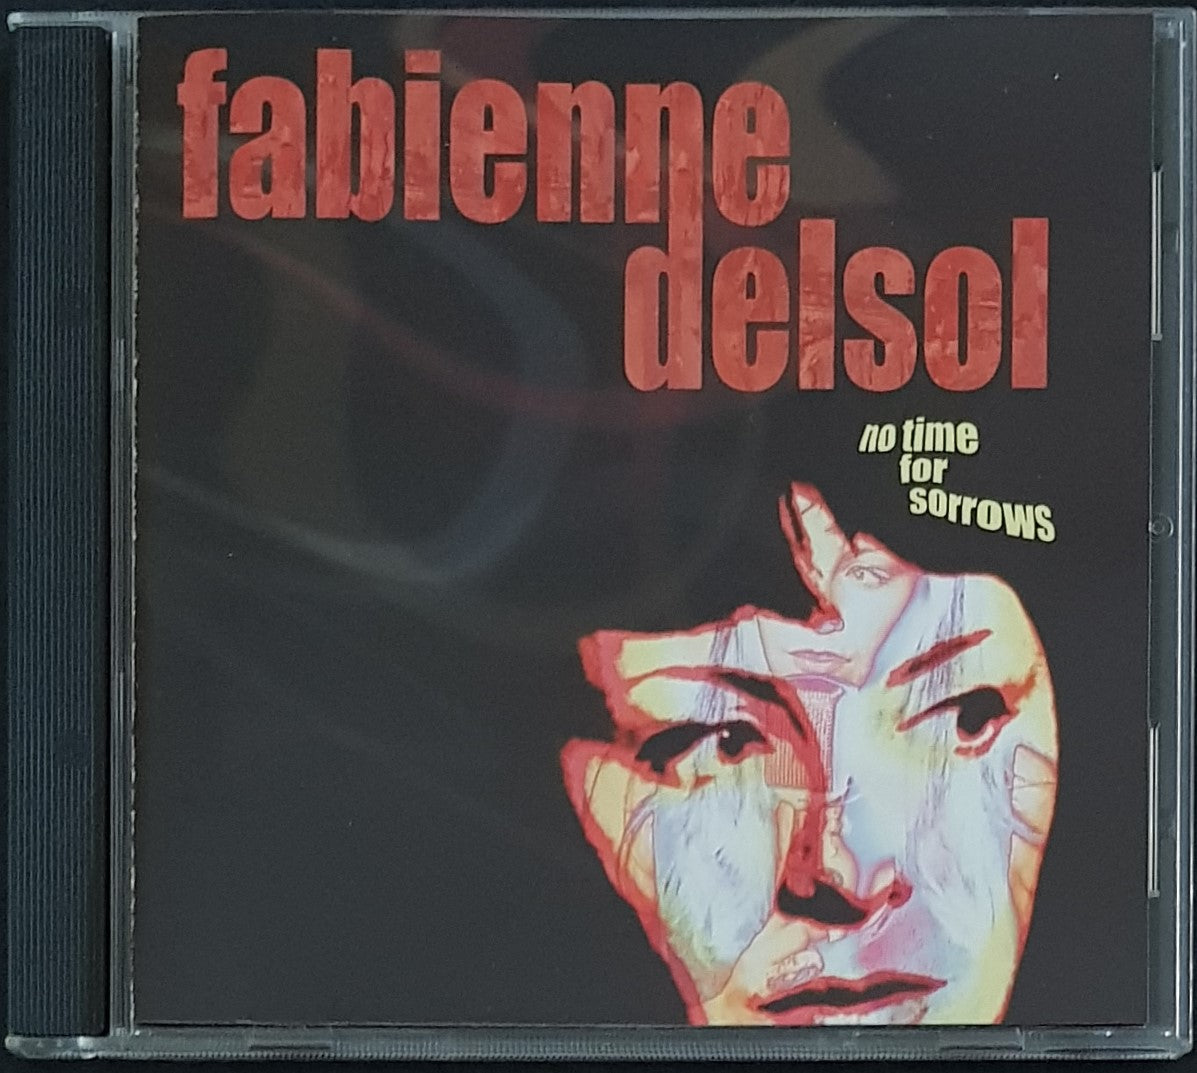 fabienne
delsol
no time
for
sorrows